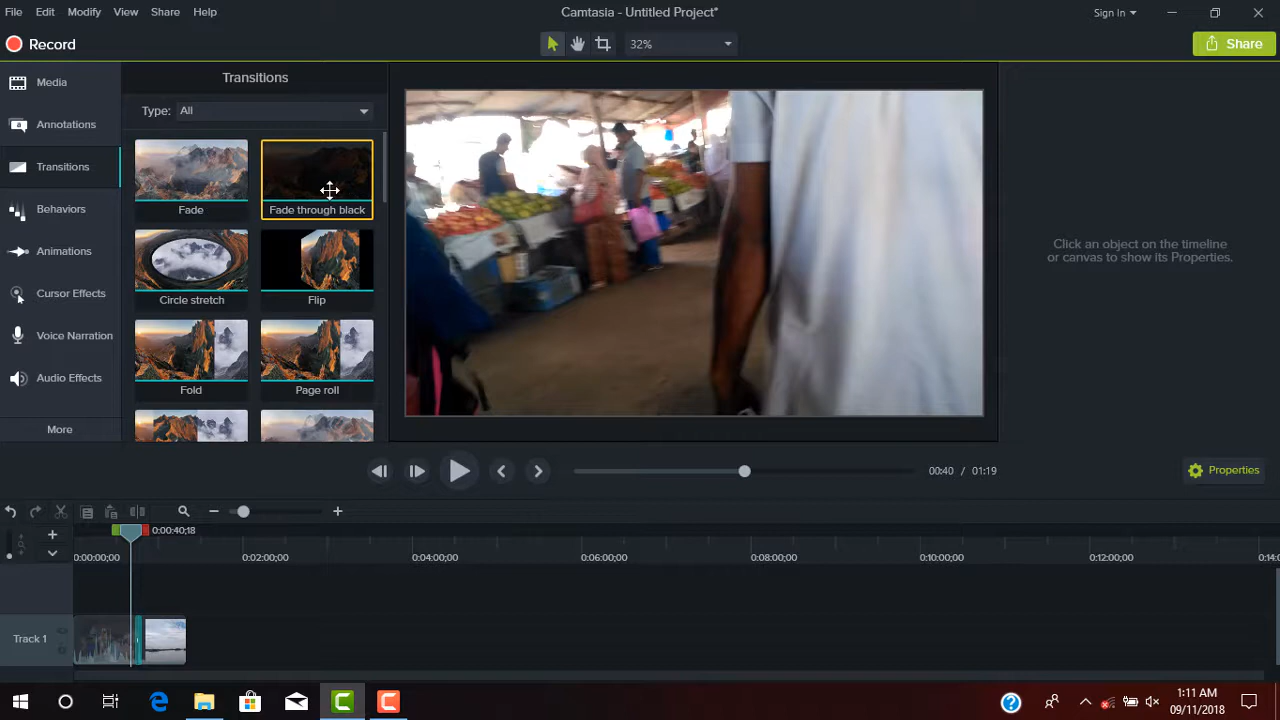 File Edit Modify View Share Help
Camtasia - Untitled Project*
Sign In
Record
32%
Share
Media
Annotations
Transitions
Behaviors
Animations
Cursor Effects
Voice Narration
Audio Effects
More
Transitions
Type: All
Fade
Fade through black
Circle stretch
Flip
Fold
Page roll
Click an object on the timeline
or canvas to show its Properties.
00:40 / 01:19
Properties
0:00:40;18
0:00:00;00 0:02:00;00 0:04:00;00 0:06:00;00 0:08:00;00 0:10:00;00 0:12:00;00 0:14:0
Track 1
1:11 AM
09/11/2018